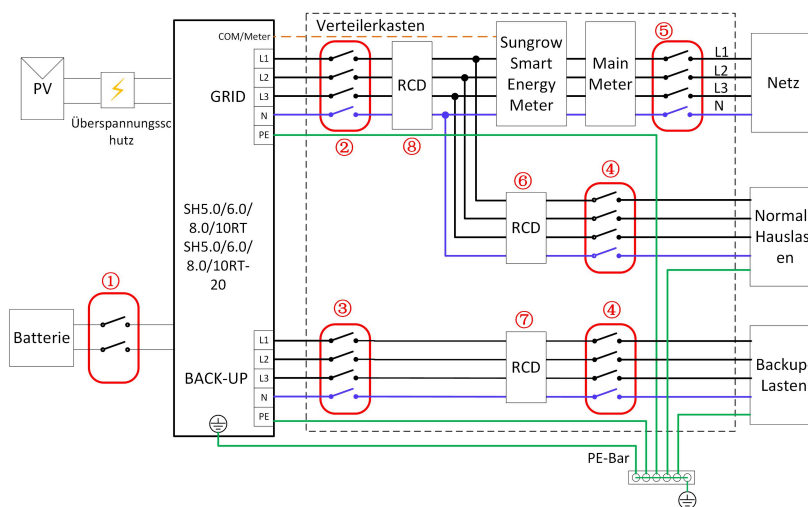 Verteilerkasten
COM/Meter
PV
Überspannungssc
hutz
GRID
L1
L2
L3
N
PE
②
RCD
⑧
Sungrow
Smart
Energy
Meter
Main
Meter
⑤
L1
L2
L3
N
Netz
SH5.0/6.0/
8.0/10RT
SH5.0/6.0/
8.0/10RT-
20
⑥
RCD
④
Normal-
Hauslast
en
①
Batterie
BACK-UP
L1
L2
L3
N
PE
③
⑦
RCD
④
Backup-
Lasten
PE-Bar